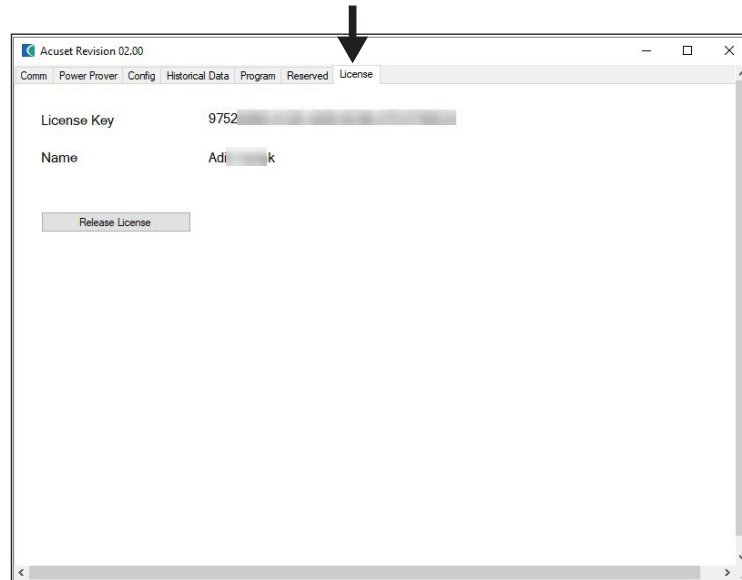 Acuset Revision 02.00
Comm Power Prover Config Historical Data Program Reserved License
License Key 9752
Name Adi k
Release License